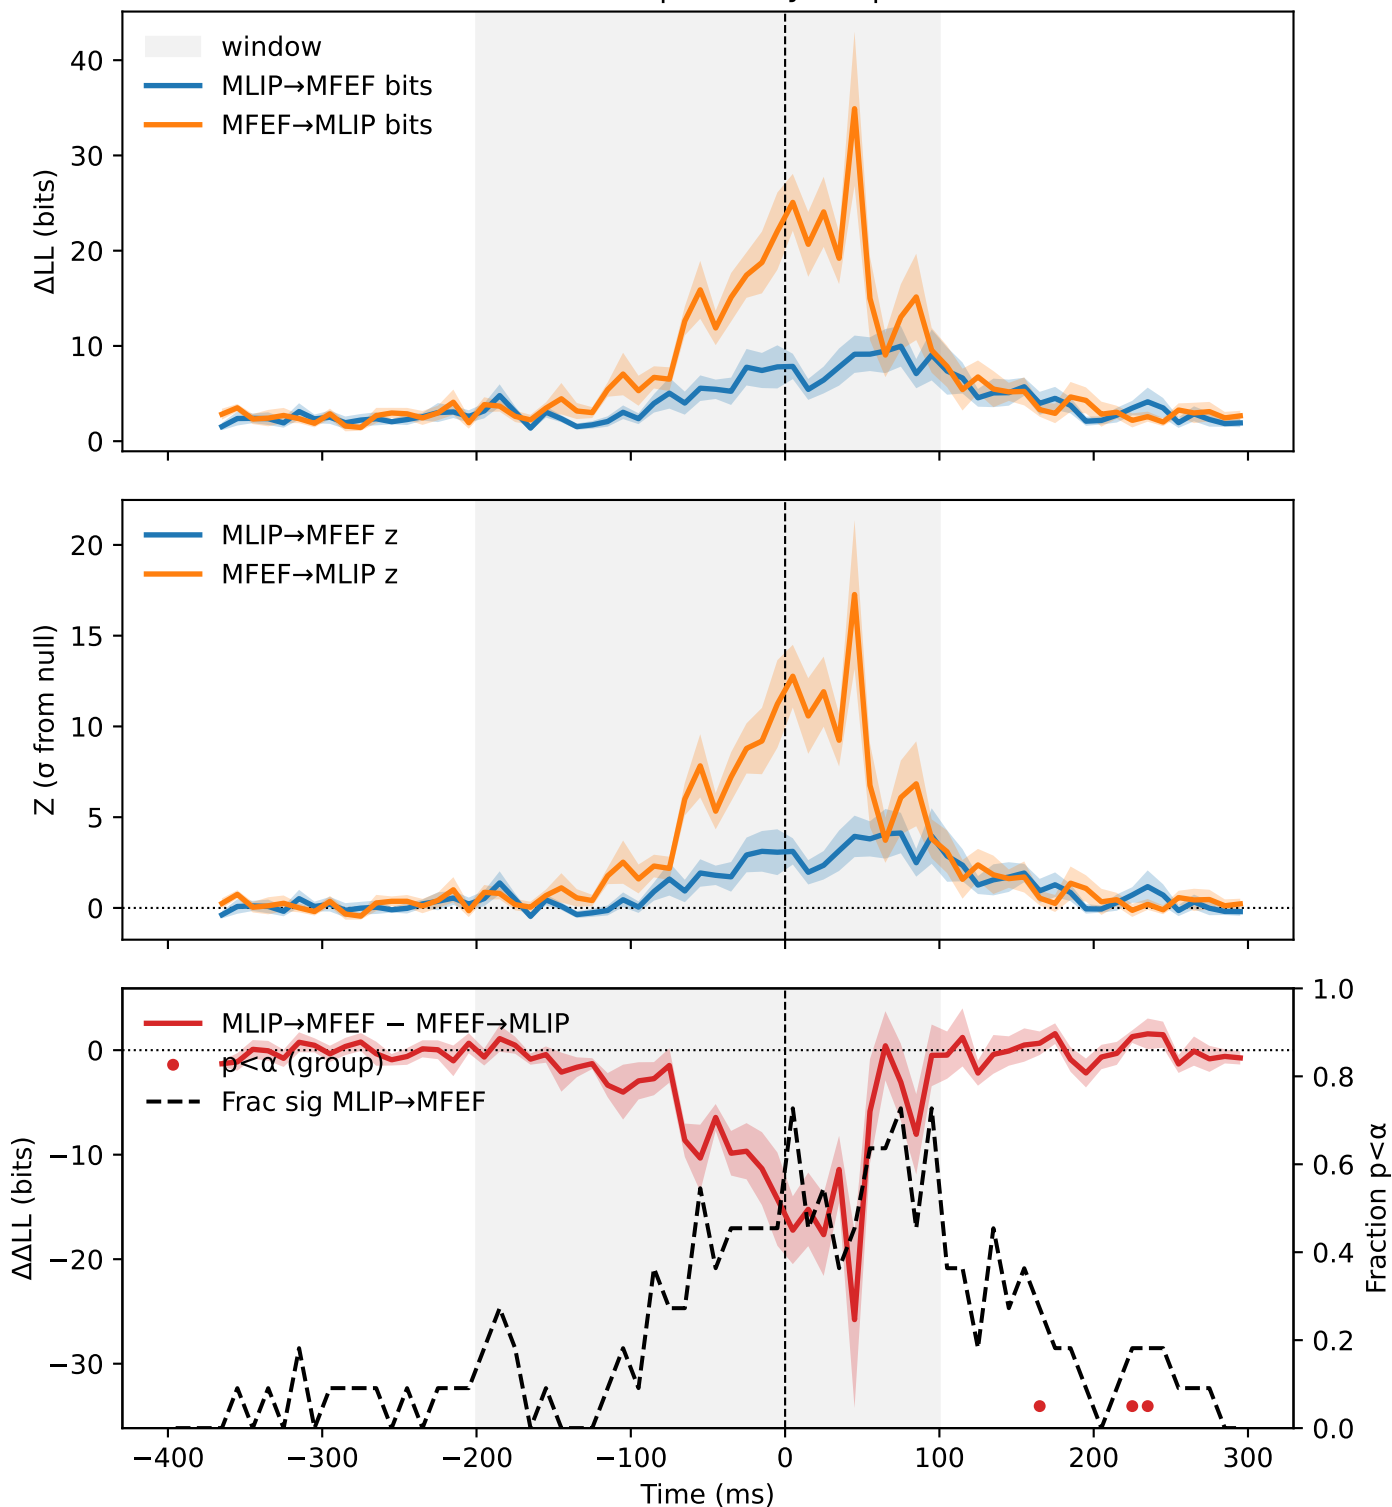 window
MLIP→MFEF bits
MFEF→MLIP bits
ΔLL (bits)
40
30
20
10
0
MLIP→MFEF z
MFEF→MLIP z
Z (σ from null)
20
15
10
5
0
MLIP→MFEF − MFEF→MLIP
p<α (group)
Frac sig MLIP→MFEF
ΔΔLL (bits)
0
−10
−20
−30
1.0
0.8
0.6
0.4
0.2
0.0
Fraction p<α
−400 −300 −200 −100 0 100 200 300
Time (ms)